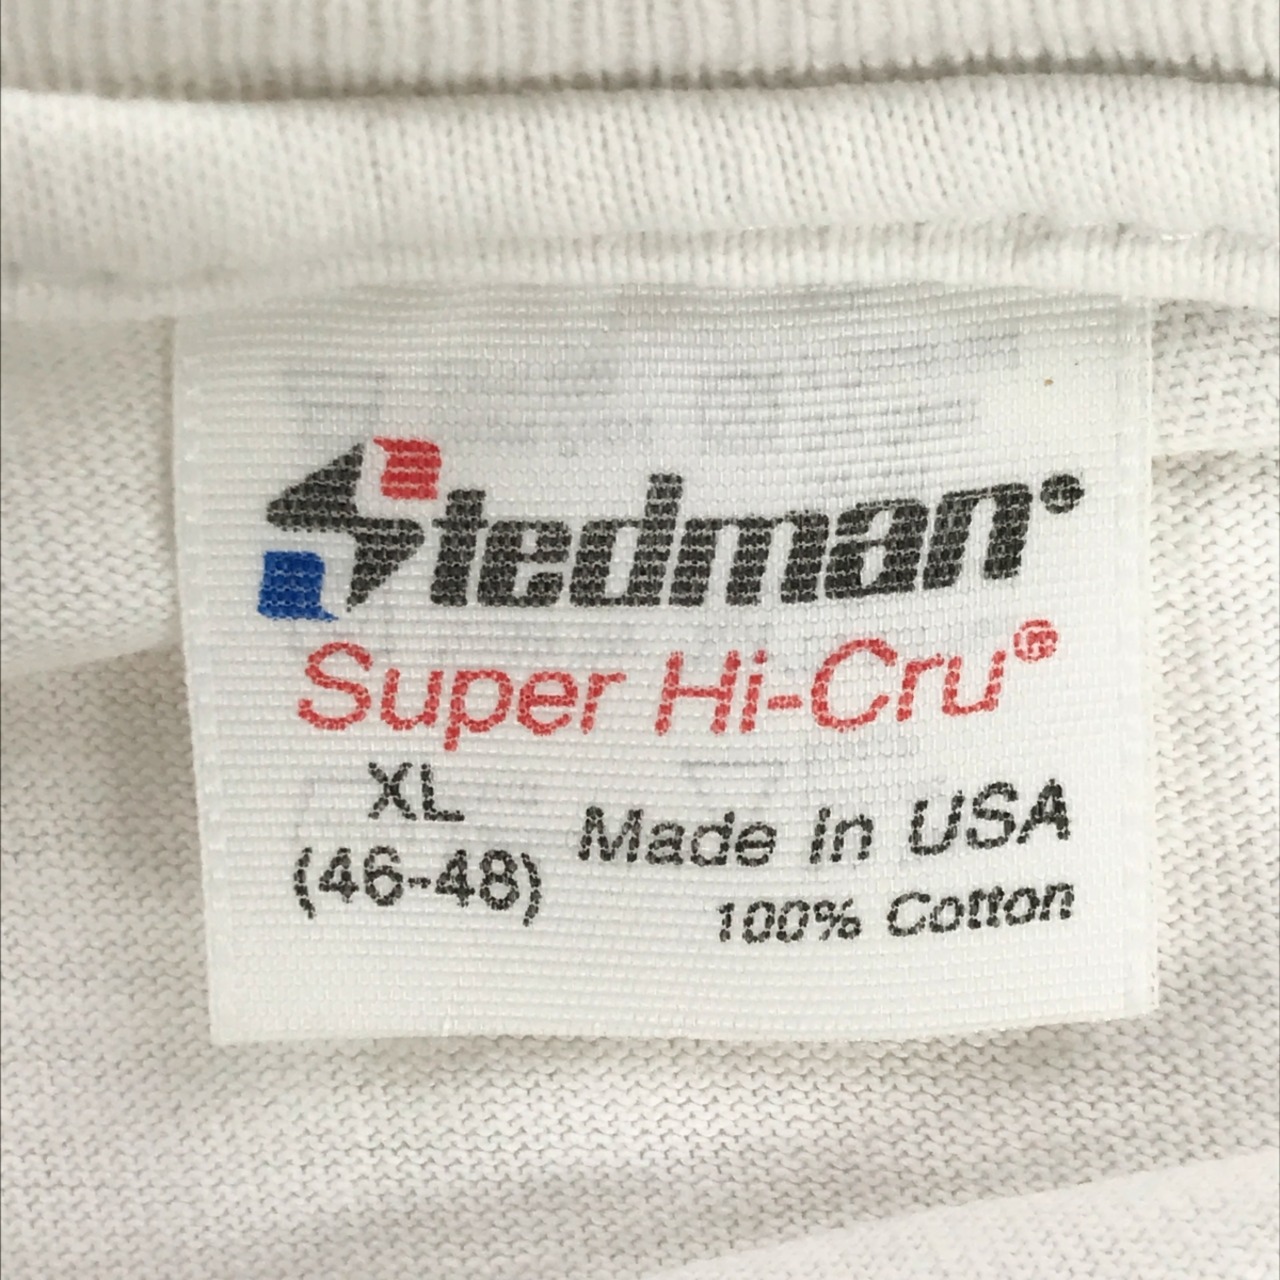 Stedman®
Super Hi-Cru®
XL
(46-48)
Made in USA
100% Cotton